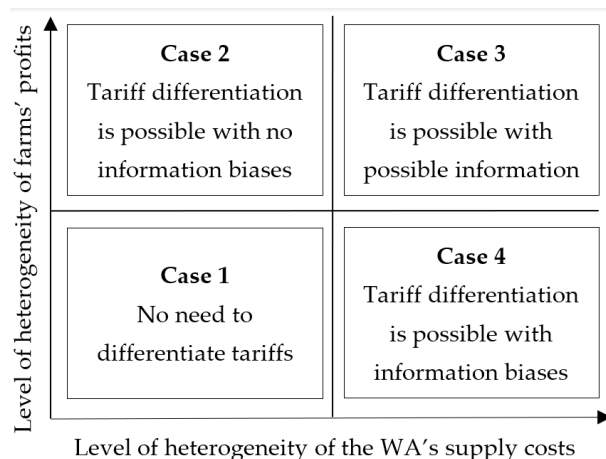 Level of heterogeneity of farms' profits
Case 2
Tariff differentiation
is possible with no
information biases
Case 3
Tariff differentiation
is possible with
possible information
Case 1
No need to
differentiate tariffs
Case 4
Tariff differentiation
is possible with
information biases
Level of heterogeneity of the WA's supply costs